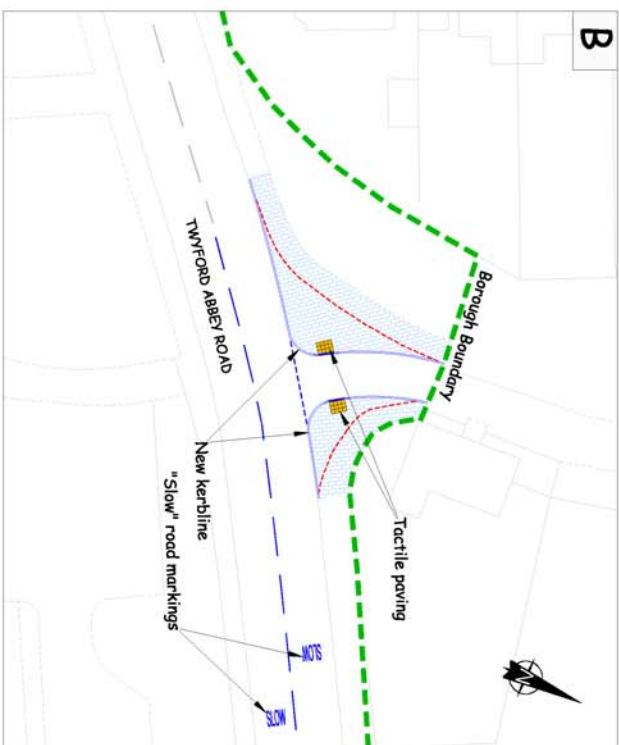 B
Borough Boundary
TWYFORD ABBEY ROAD
Tactile paving
New kerbline
"Slow" road markings
SLOW
SLOW
N